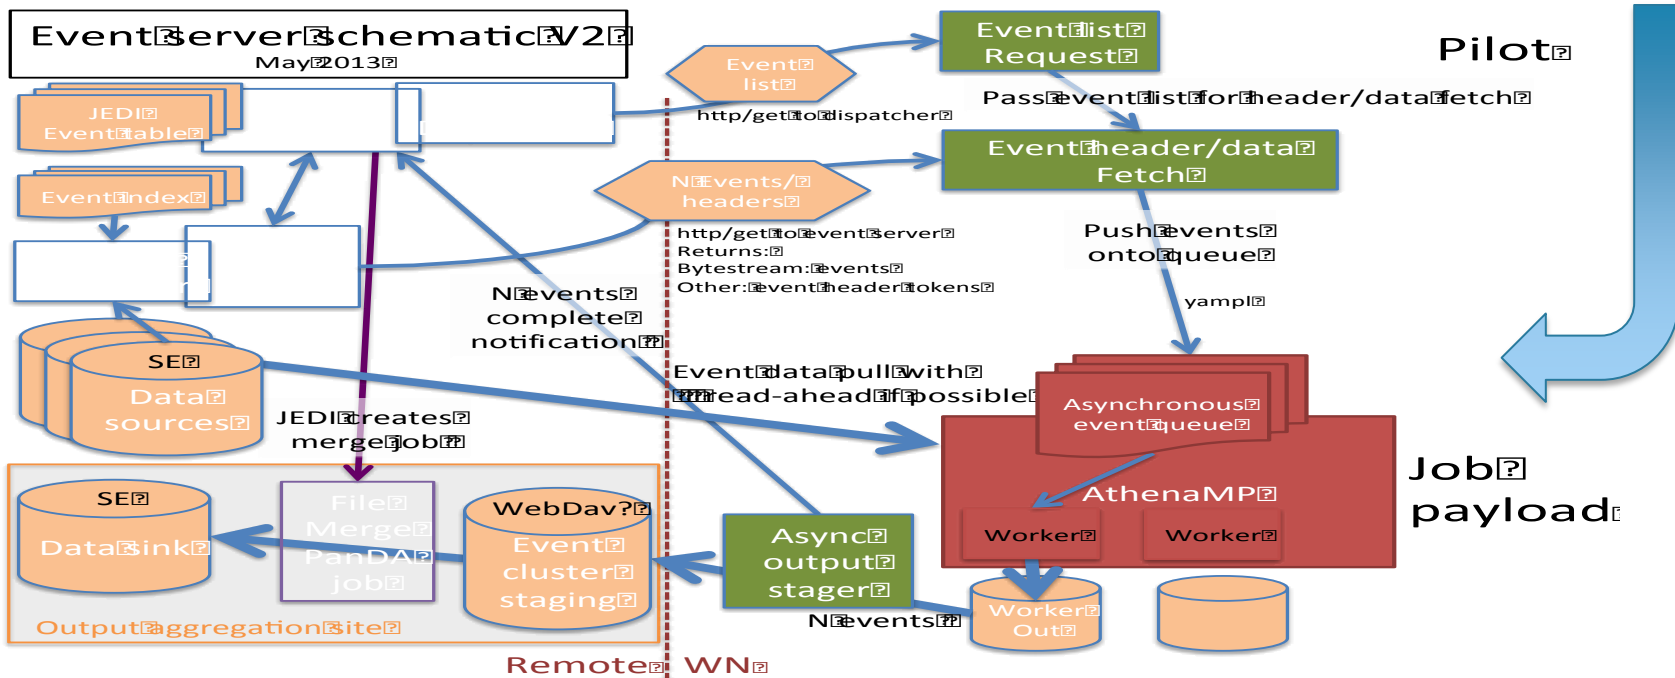 Event server schematic V2
May 2013
Event list
Request
Pilot
Event
list
JEDI
Event table
Pass event list for header/data fetch
http/get to dispatcher
Event header/data
Fetch
N Events/
headers
Event index
http/get to event server
Returns:
Bytestream: events
Other: event header tokens
Push events
onto queue
yampl
N events
complete
notification
SE
Data
sources
Event data pull with
read-ahead if possible
JEDI creates
merge job
Asynchronous
event queue
Job
payload
AthenaMP
Worker
Worker
SE
Data sink
File
Merge
PanDA
job
WebDav?
Event
cluster
staging
Async
output
stager
N events
Worker
Out
Output aggregation site
Remote WN